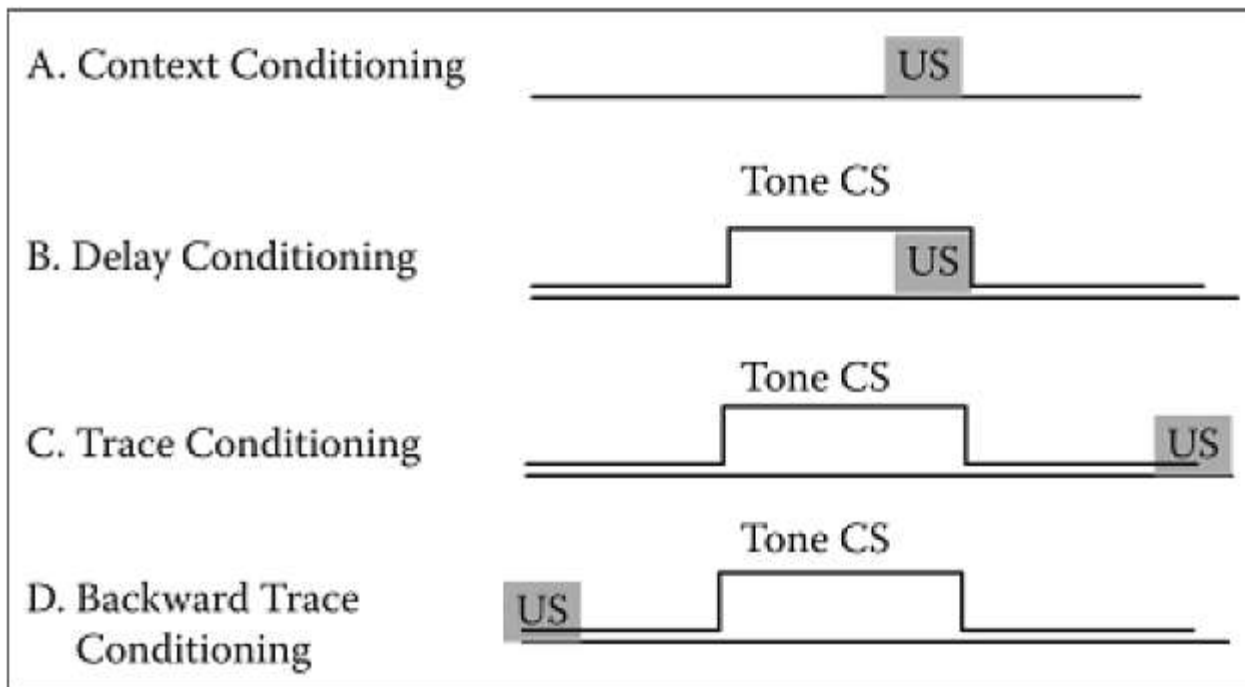 A. Context Conditioning
US
Tone CS
B. Delay Conditioning
US
Tone CS
C. Trace Conditioning
US
Tone CS
D. Backward Trace
Conditioning
US